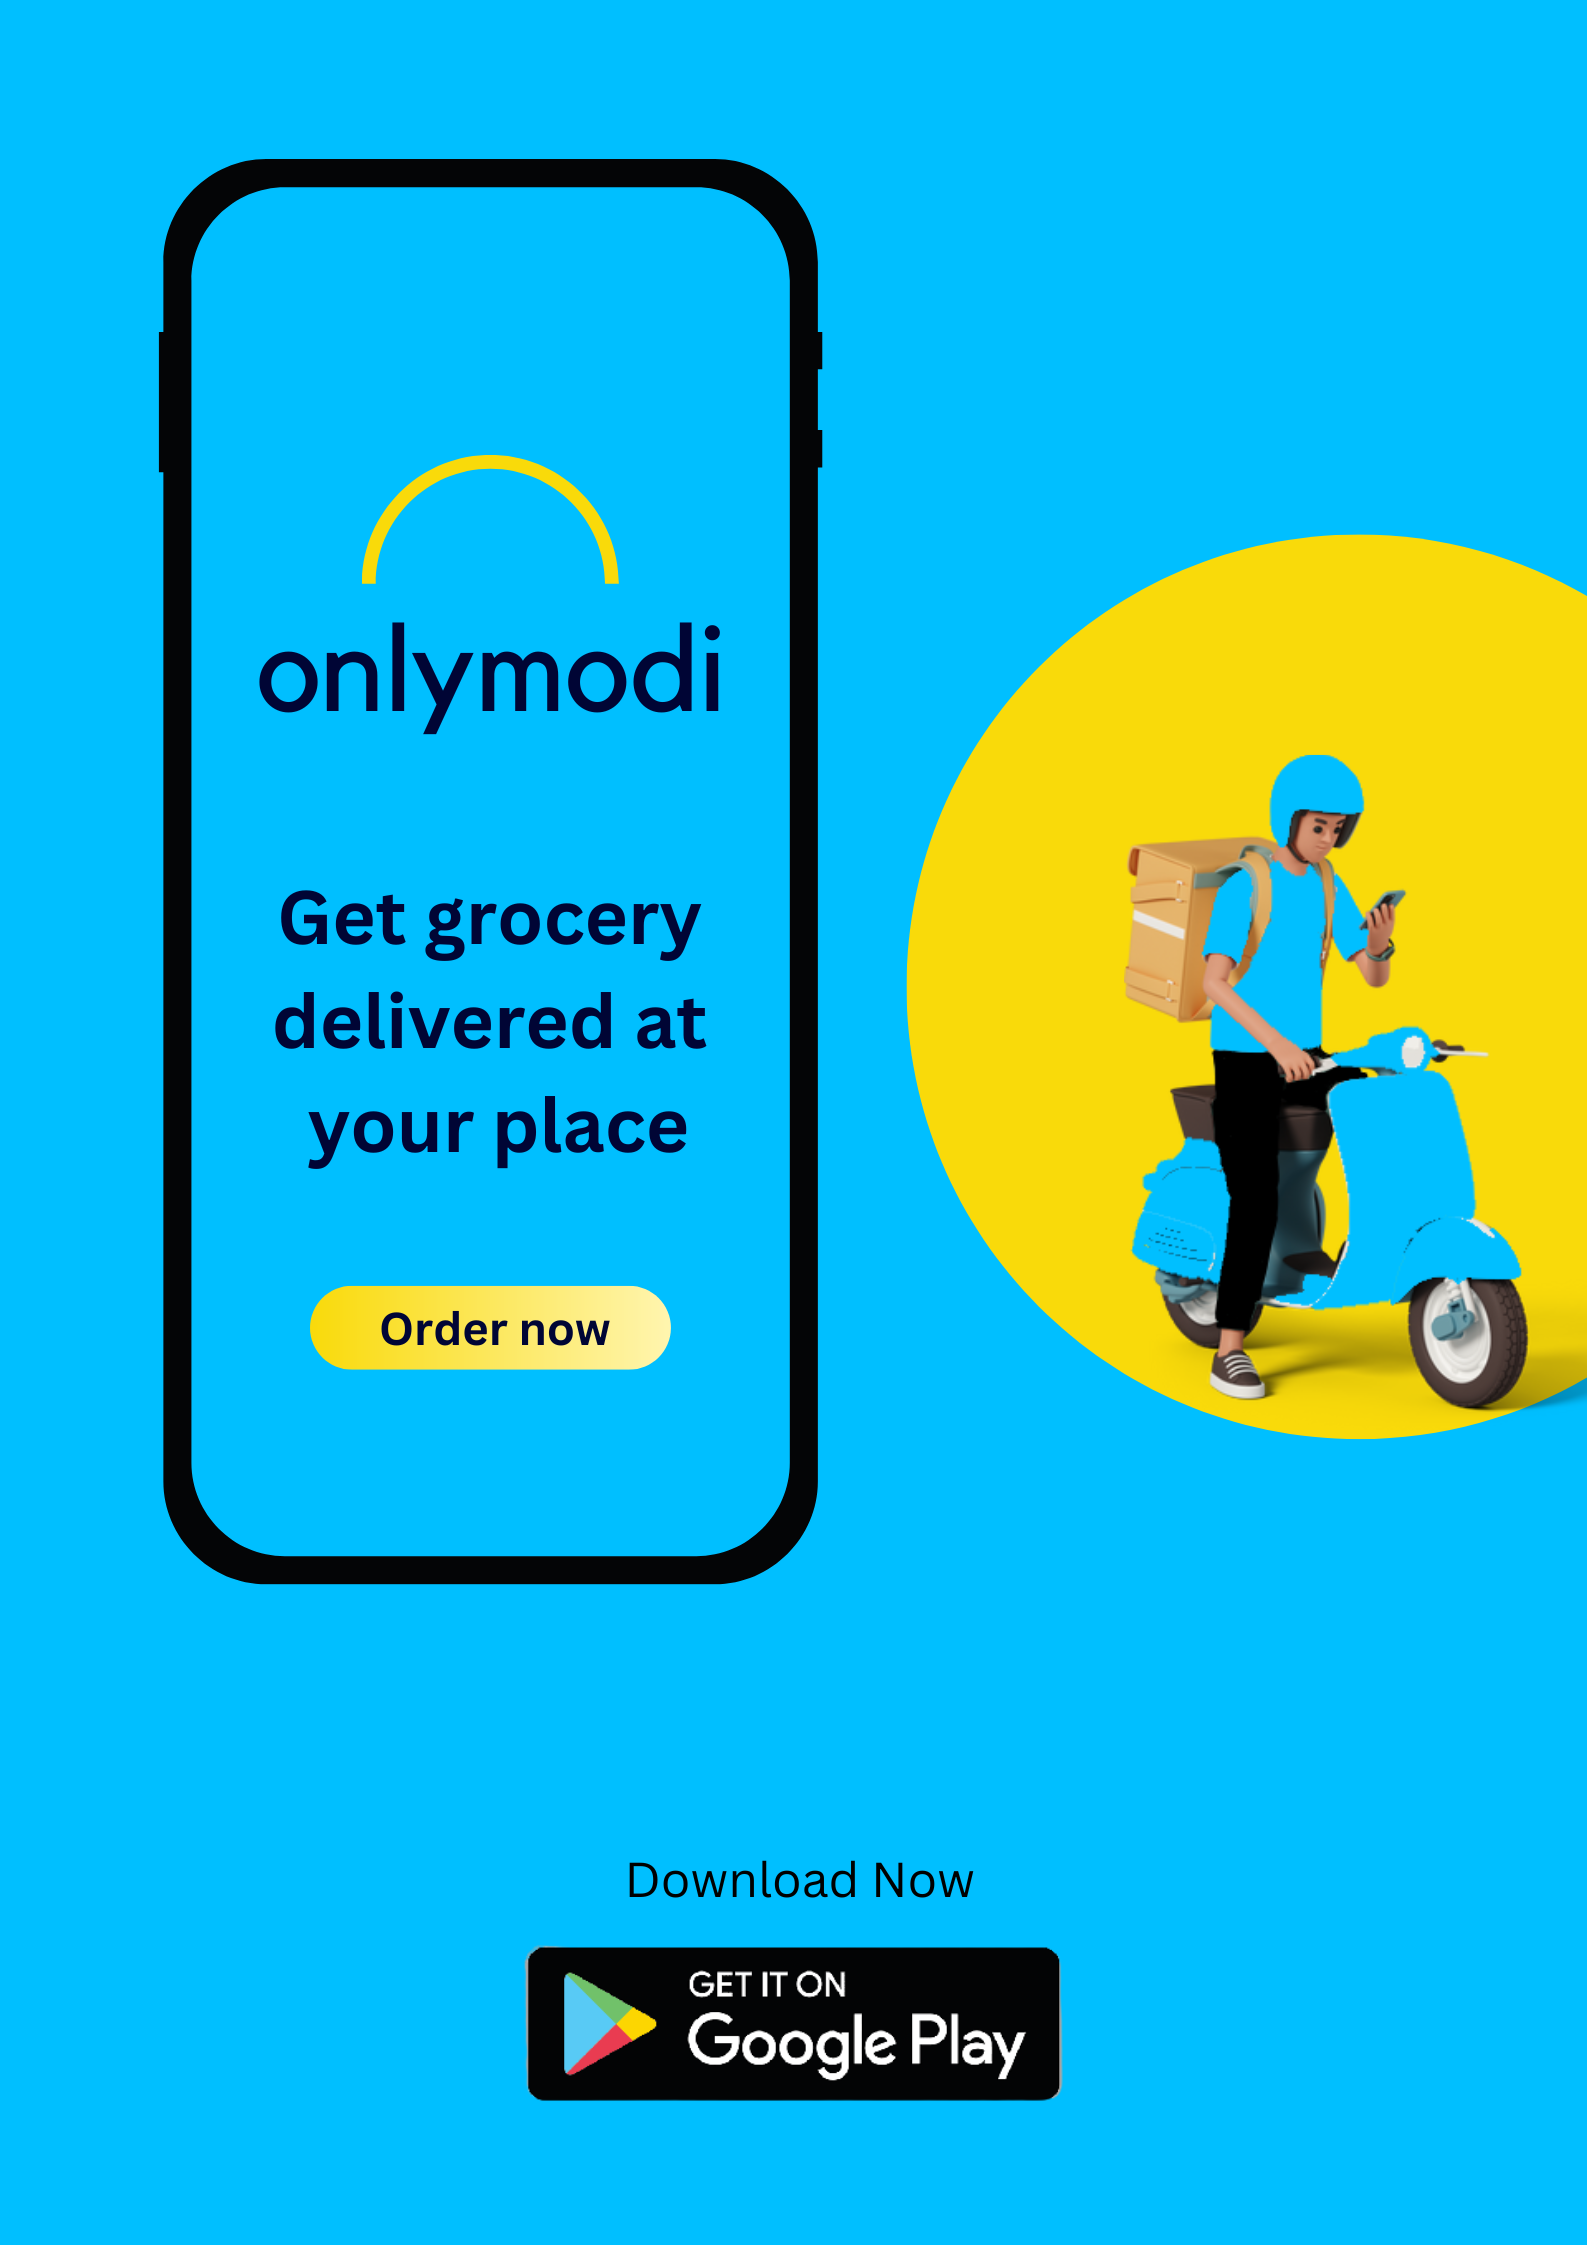 onlymodi
Get grocery
delivered at
your place
Order now
Download Now
GET IT ON
Google Play